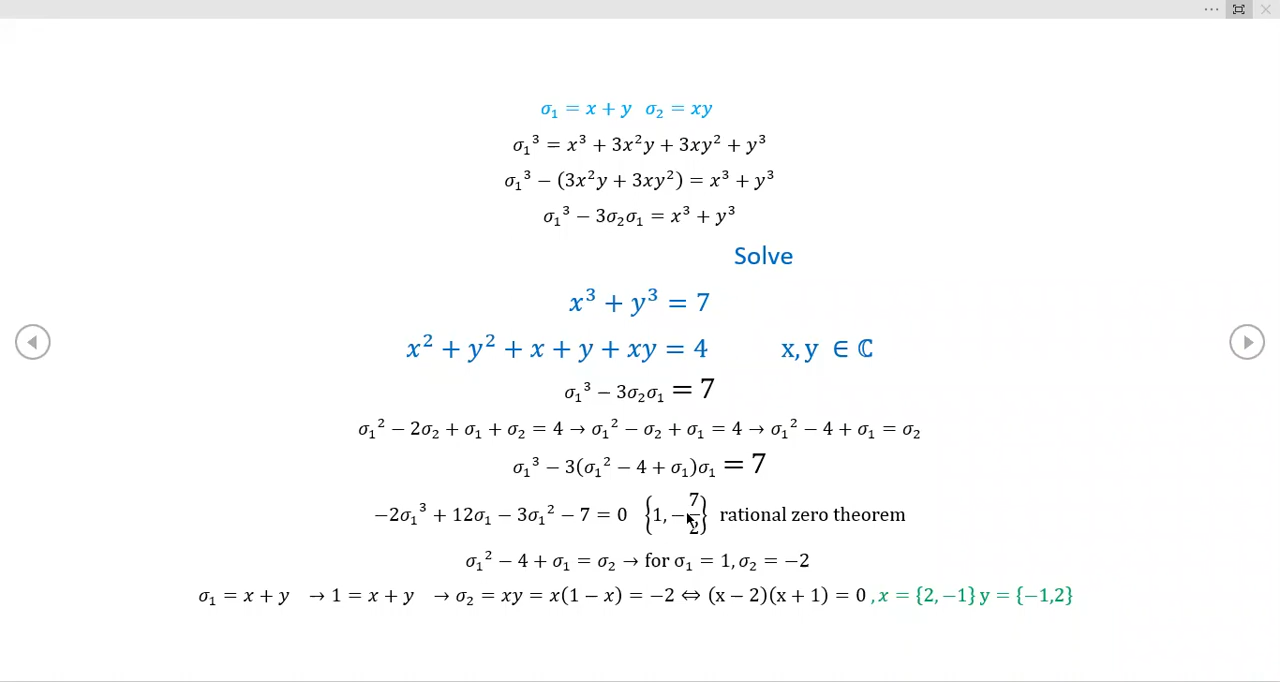 σ₁ = x + y σ₂ = xy
σ₁³ = x³ + 3x²y + 3xy² + y³
σ₁³ − (3x²y + 3xy²) = x³ + y³
σ₁³ − 3σ₂σ₁ = x³ + y³
Solve
x³ + y³ = 7
x² + y² + x + y + xy = 4 x, y ∈ ℂ
σ₁³ − 3σ₂σ₁ = 7
σ₁² − 2σ₂ + σ₁ + σ₂ = 4 → σ₁² − σ₂ + σ₁ = 4 → σ₁² − 4 + σ₁ = σ₂
σ₁³ − 3(σ₁² − 4 + σ₁)σ₁ = 7
−2σ₁³ + 12σ₁ − 3σ₁² − 7 = 0 {1, −7/2} rational zero theorem
σ₁² − 4 + σ₁ = σ₂ → for σ₁ = 1, σ₂ = −2
σ₁ = x + y → 1 = x + y → σ₂ = xy = x(1 − x) = −2 ⇔ (x − 2)(x + 1) = 0 , x = {2, −1} y = {−1,2}